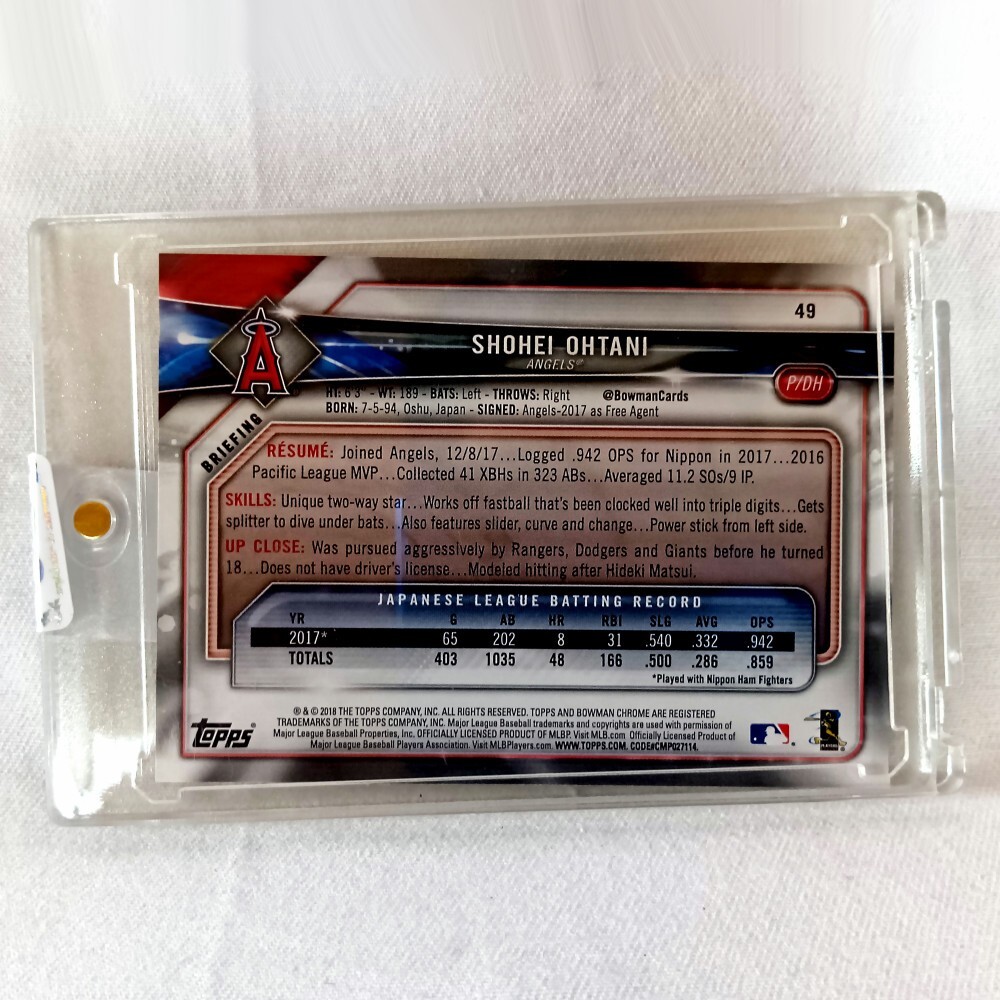 49
SHOHEI OHTANI
ANGELS®
P/DH
HT: 6'3" - WT: 189 - BATS: Left - THROWS: Right @BowmanCards
BORN: 7-5-94, Oshu, Japan - SIGNED: Angels-2017 as Free Agent
BRIEFING
RÉSUMÉ: Joined Angels, 12/8/17...Logged .942 OPS for Nippon in 2017...2016
Pacific League MVP...Collected 41 XBHs in 323 ABs...Averaged 11.2 SOs/9 IP.
SKILLS: Unique two-way star...Works off fastball that's been clocked well into triple digits...Gets
splitter to dive under bats...Also features slider, curve and change...Power stick from left side.
UP CLOSE: Was pursued aggressively by Rangers, Dodgers and Giants before he turned
18...Does not have driver's license...Modeled hitting after Hideki Matsui.
JAPANESE LEAGUE BATTING RECORD
YR G AB HR RBI SLG AVG OPS
2017* 65 202 8 31 .540 .332 .942
TOTALS 403 1035 48 166 .500 .286 .859
*Played with Nippon Ham Fighters
® & © 2018 THE TOPPS COMPANY, INC. ALL RIGHTS RESERVED. TOPPS AND BOWMAN CHROME ARE REGISTERED
TRADEMARKS OF THE TOPPS COMPANY, INC. Major League Baseball trademarks and copyrights are used with permission of
Major League Baseball Properties, Inc. OFFICIALLY LICENSED PRODUCT OF MLBP. Visit MLB.com Officially Licensed Product of
Major League Baseball Players Association. Visit MLBPlayers.com. WWW.TOPPS.COM. CODE#CMP027114.
Topps®